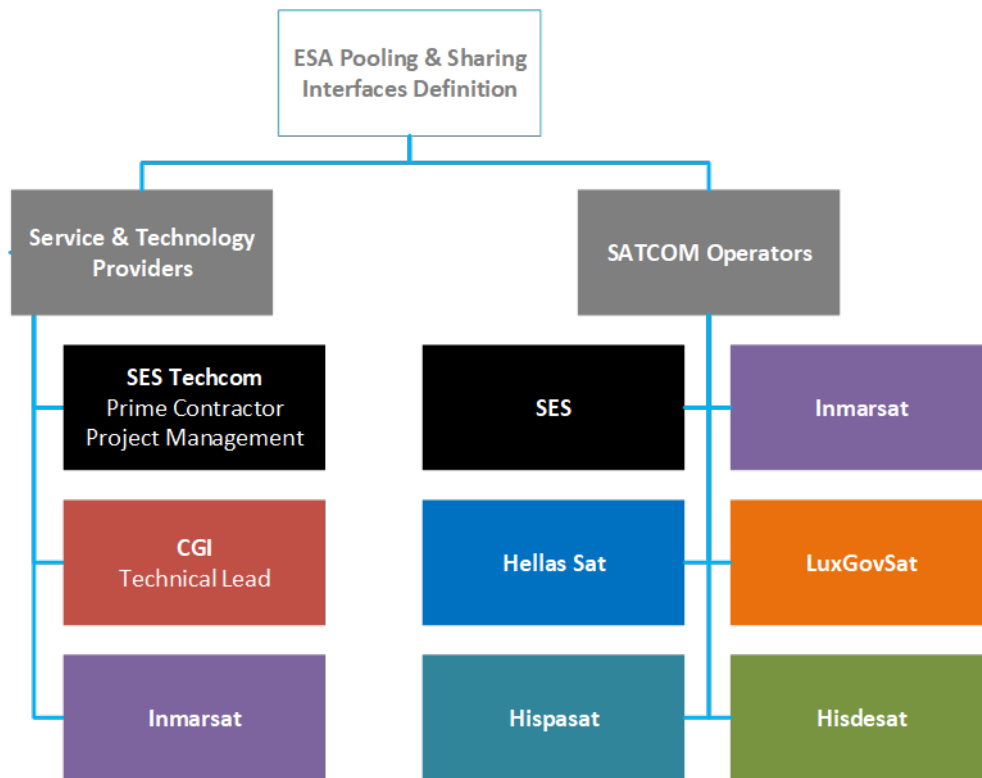 ESA Pooling & Sharing
Interfaces Definition
Service & Technology
Providers
SATCOM Operators
SES Techcom
Prime Contractor
Project Management
SES
Inmarsat
CGI
Technical Lead
Hellas Sat
LuxGovSat
Inmarsat
Hispasat
Hisdesat